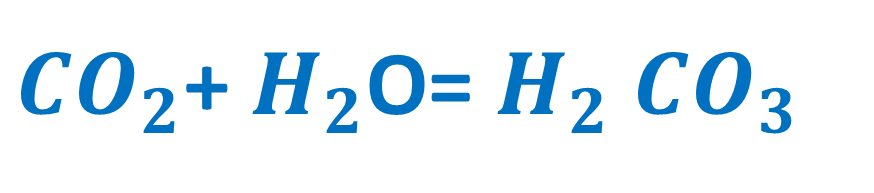 CO₂+ H₂O= H₂ CO₃